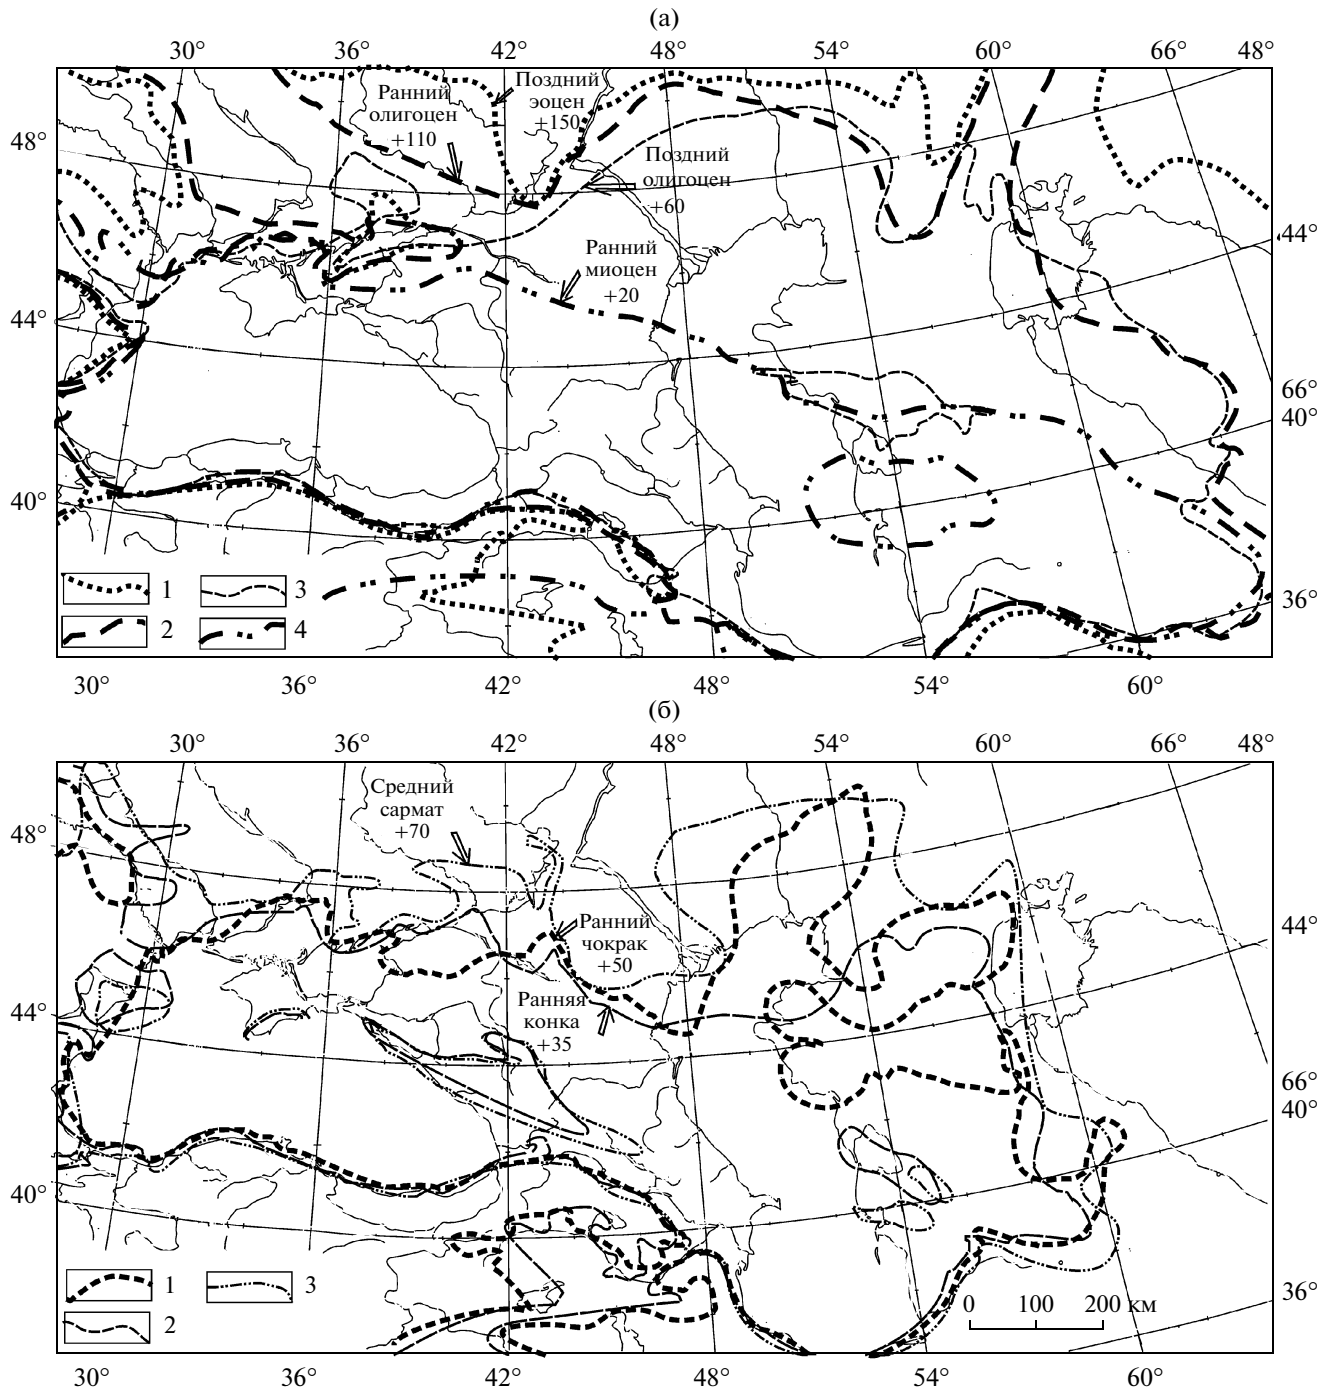 (а)
30° 36° 42° 48° 54° 60° 66° 48°
Поздний
эоцен
+150
Ранний
олигоцен
+110
48°
Поздний
олигоцен
+60
44°
Ранний
миоцен
+20
44°
66°
40°
40°
1 3
2 4
36°
30° 36° 42° 48° 54° 60°
(б)
30° 36° 42° 48° 54° 60° 66° 48°
Средний
сармат
+70
48°
Ранний
чокрак
+50
44°
Ранняя
конка
+35
44°
66°
40°
40°
1 3
2
0 100 200 км
36°
30° 36° 42° 48° 54° 60°